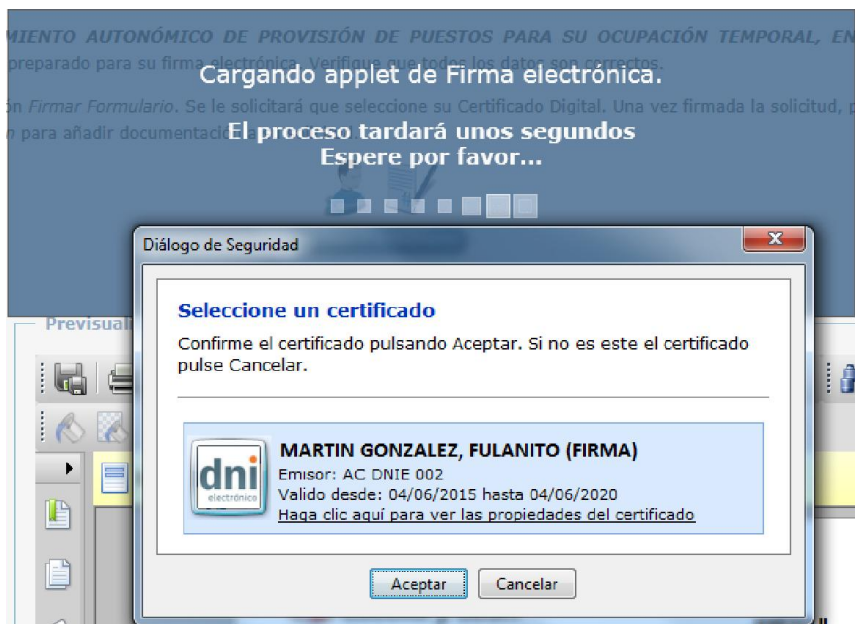 MIENTO AUTONÓMICO DE PROVISIÓN DE PUESTOS PARA SU OCUPACIÓN TEMPORAL, EN
preparado para su firma electrónica. Verifique que todos los datos son correctos.
Cargando applet de Firma electrónica.
ón Firmar Formulario. Se le solicitará que seleccione su Certificado Digital. Una vez firmada la solicitud, p
n para añadir documentació
El proceso tardará unos segundos
Espere por favor...
Diálogo de Seguridad
Seleccione un certificado
Previsuali
Confirme el certificado pulsando Aceptar. Si no es este el certificado
pulse Cancelar.
MARTIN GONZALEZ, FULANITO (FIRMA)
dni
electrónico
Emisor: AC DNIE 002
Valido desde: 04/06/2015 hasta 04/06/2020
Haga clic aquí para ver las propiedades del certificado
Aceptar
Cancelar